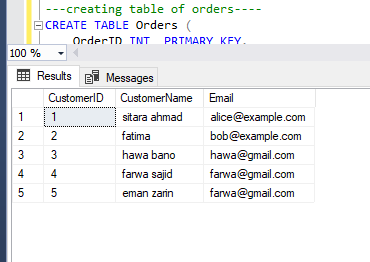 ---creating table of orders----
CREATE TABLE Orders (
OrderID INT PRIMARY KEY,
100 %
Results Messages
CustomerID CustomerName Email
1 1 sitara ahmad alice@example.com
2 2 fatima bob@example.com
3 3 hawa bano hawa@gmail.com
4 4 farwa sajid farwa@gmail.com
5 5 eman zarin farwa@gmail.com